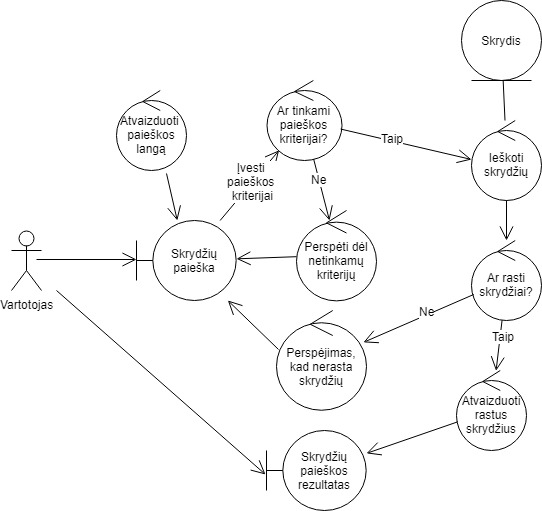 Skrydis
Atvaizduoti
paieškos
langą
Ar tinkami
paieškos
kriterijai?
Taip
Ieškoti
skrydžių
Įvesti
paieškos
kriterijai
Ne
Skrydžių
paieška
Perspėti dėl
netinkamų
kriterijų
Ar rasti
skrydžiai?
Vartotojas
Ne
Taip
Perspėjimas,
kad nerasta
skrydžių
Atvaizduoti
rastus
skrydžius
Skrydžių
paieškos
rezultatas